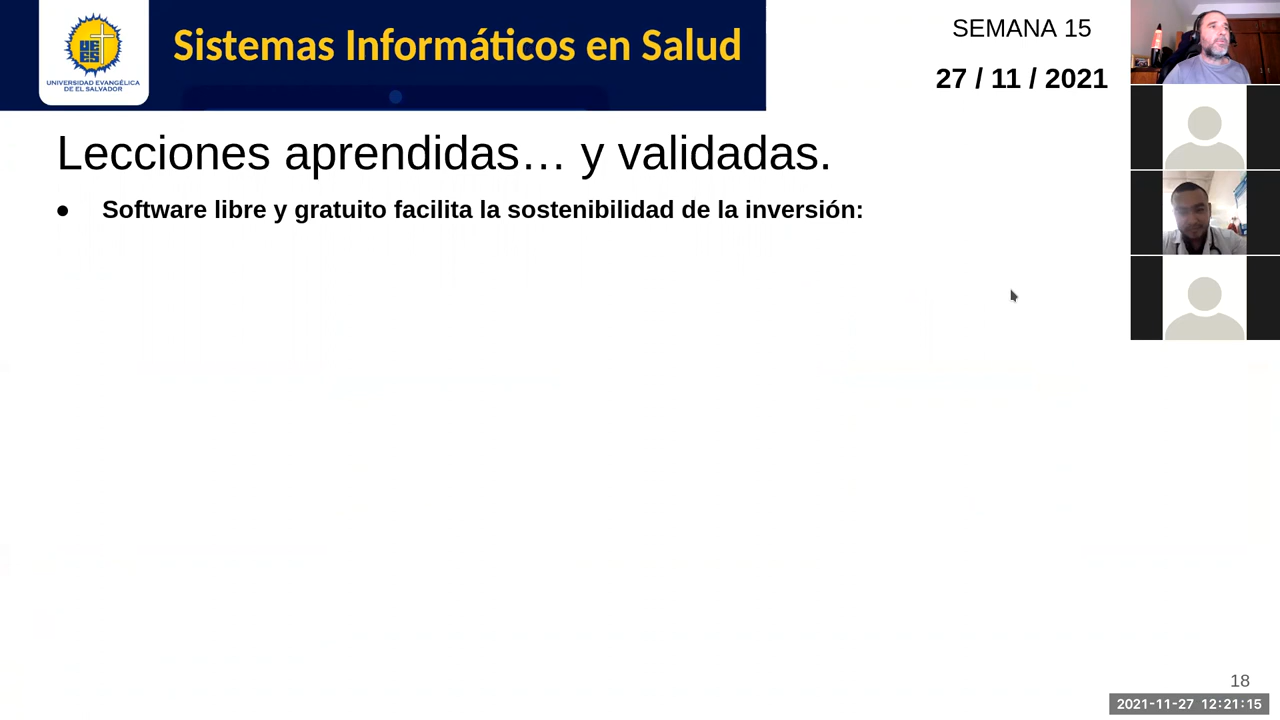 UNIVERSIDAD EVANGÉLICA
DE EL SALVADOR
Sistemas Informáticos en Salud
SEMANA 15
27 / 11 / 2021
Lecciones aprendidas… y validadas.
● Software libre y gratuito facilita la sostenibilidad de la inversión:
18
2021-11-27 12:21:15